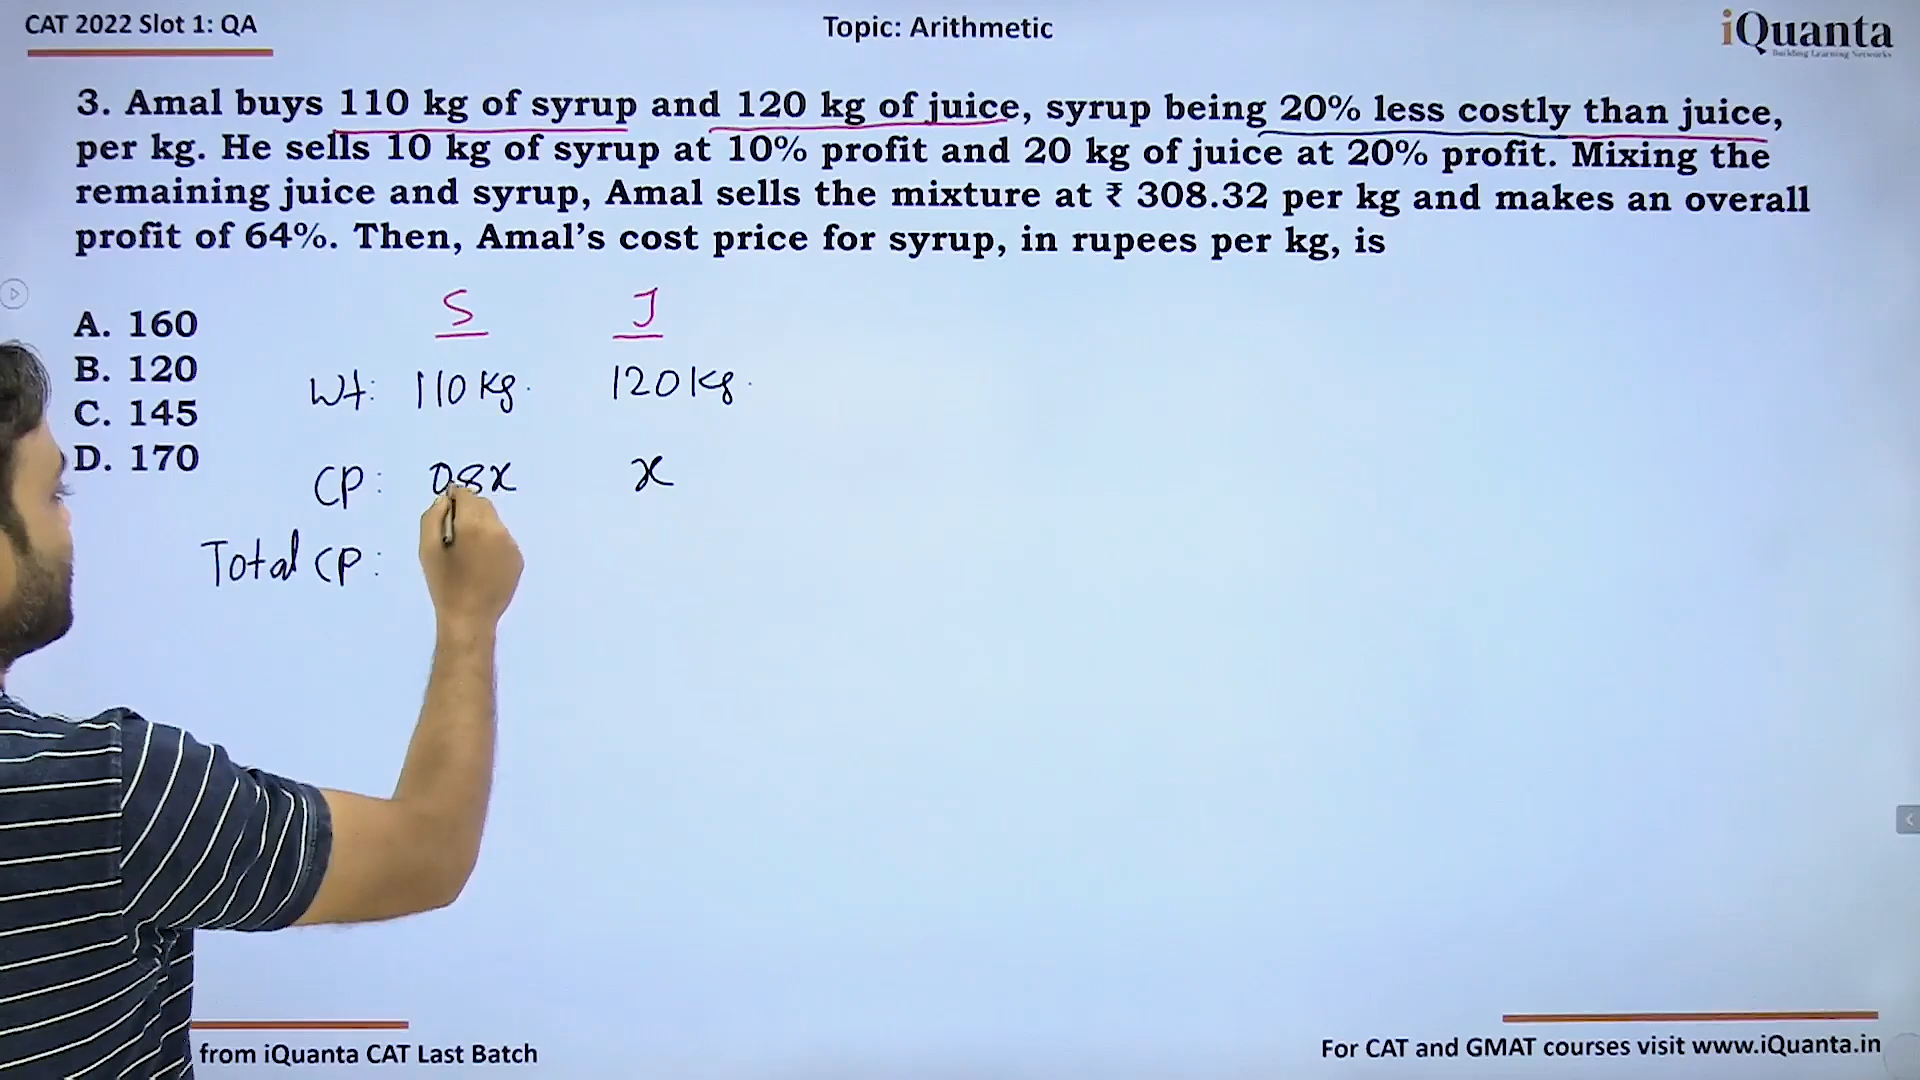 CAT 2022 Slot 1: QA
Topic: Arithmetic
iQuanta
Building Learning Networks
3. Amal buys 110 kg of syrup and 120 kg of juice, syrup being 20% less costly than juice,
per kg. He sells 10 kg of syrup at 10% profit and 20 kg of juice at 20% profit. Mixing the
remaining juice and syrup, Amal sells the mixture at ₹ 308.32 per kg and makes an overall
profit of 64%. Then, Amal's cost price for syrup, in rupees per kg, is
A. 160
B. 120
C. 145
D. 170
S J
Wt: 110 kg. 120 kg.
CP: 0.8x x
Total CP:
from iQuanta CAT Last Batch
For CAT and GMAT courses visit www.iQuanta.in